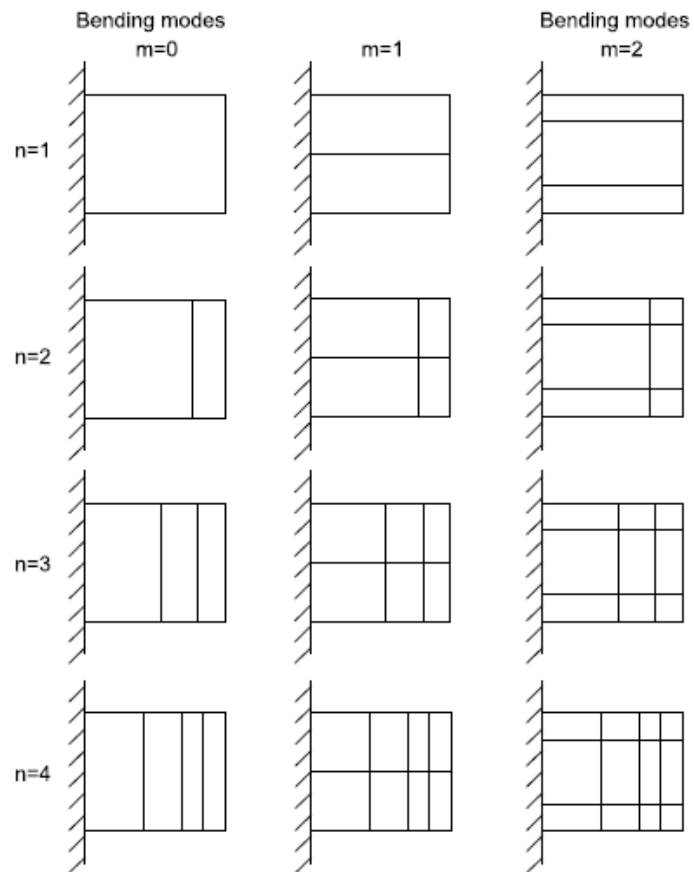 Bending modes
m=0
m=1
Bending modes
m=2
n=1
n=2
n=3
n=4